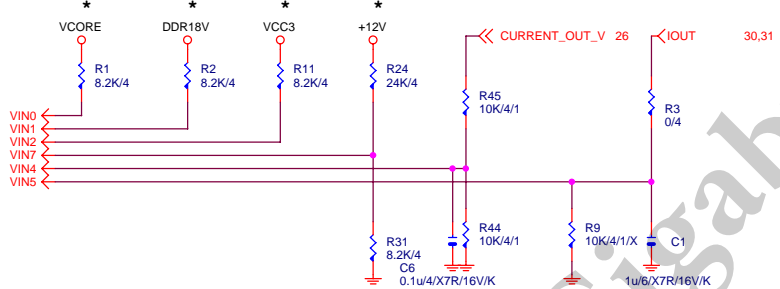 * * * *
VCORE DDR18V VCC3 +12V
CURRENT_OUT_V 26 IOUT 30,31
R1
8.2K/4
R2
8.2K/4
R11
8.2K/4
R24
24K/4
R45
10K/4/1
R3
0/4
VIN0
VIN1
VIN2
VIN7
VIN4
VIN5
R31
8.2K/4
C6
0.1u/4/X7R/16V/K
R44
10K/4/1
R9
10K/4/1/X
C1
1u/6/X7R/16V/K
Gigab